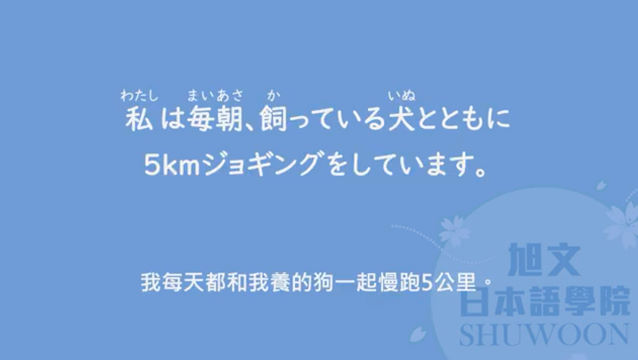 わたし まいあさ か いぬ
私は毎朝、飼っている犬とともに
5kmジョギングをしています。
我每天都和我養的狗一起慢跑5公里。
旭文
日本語學院
SHUWOON